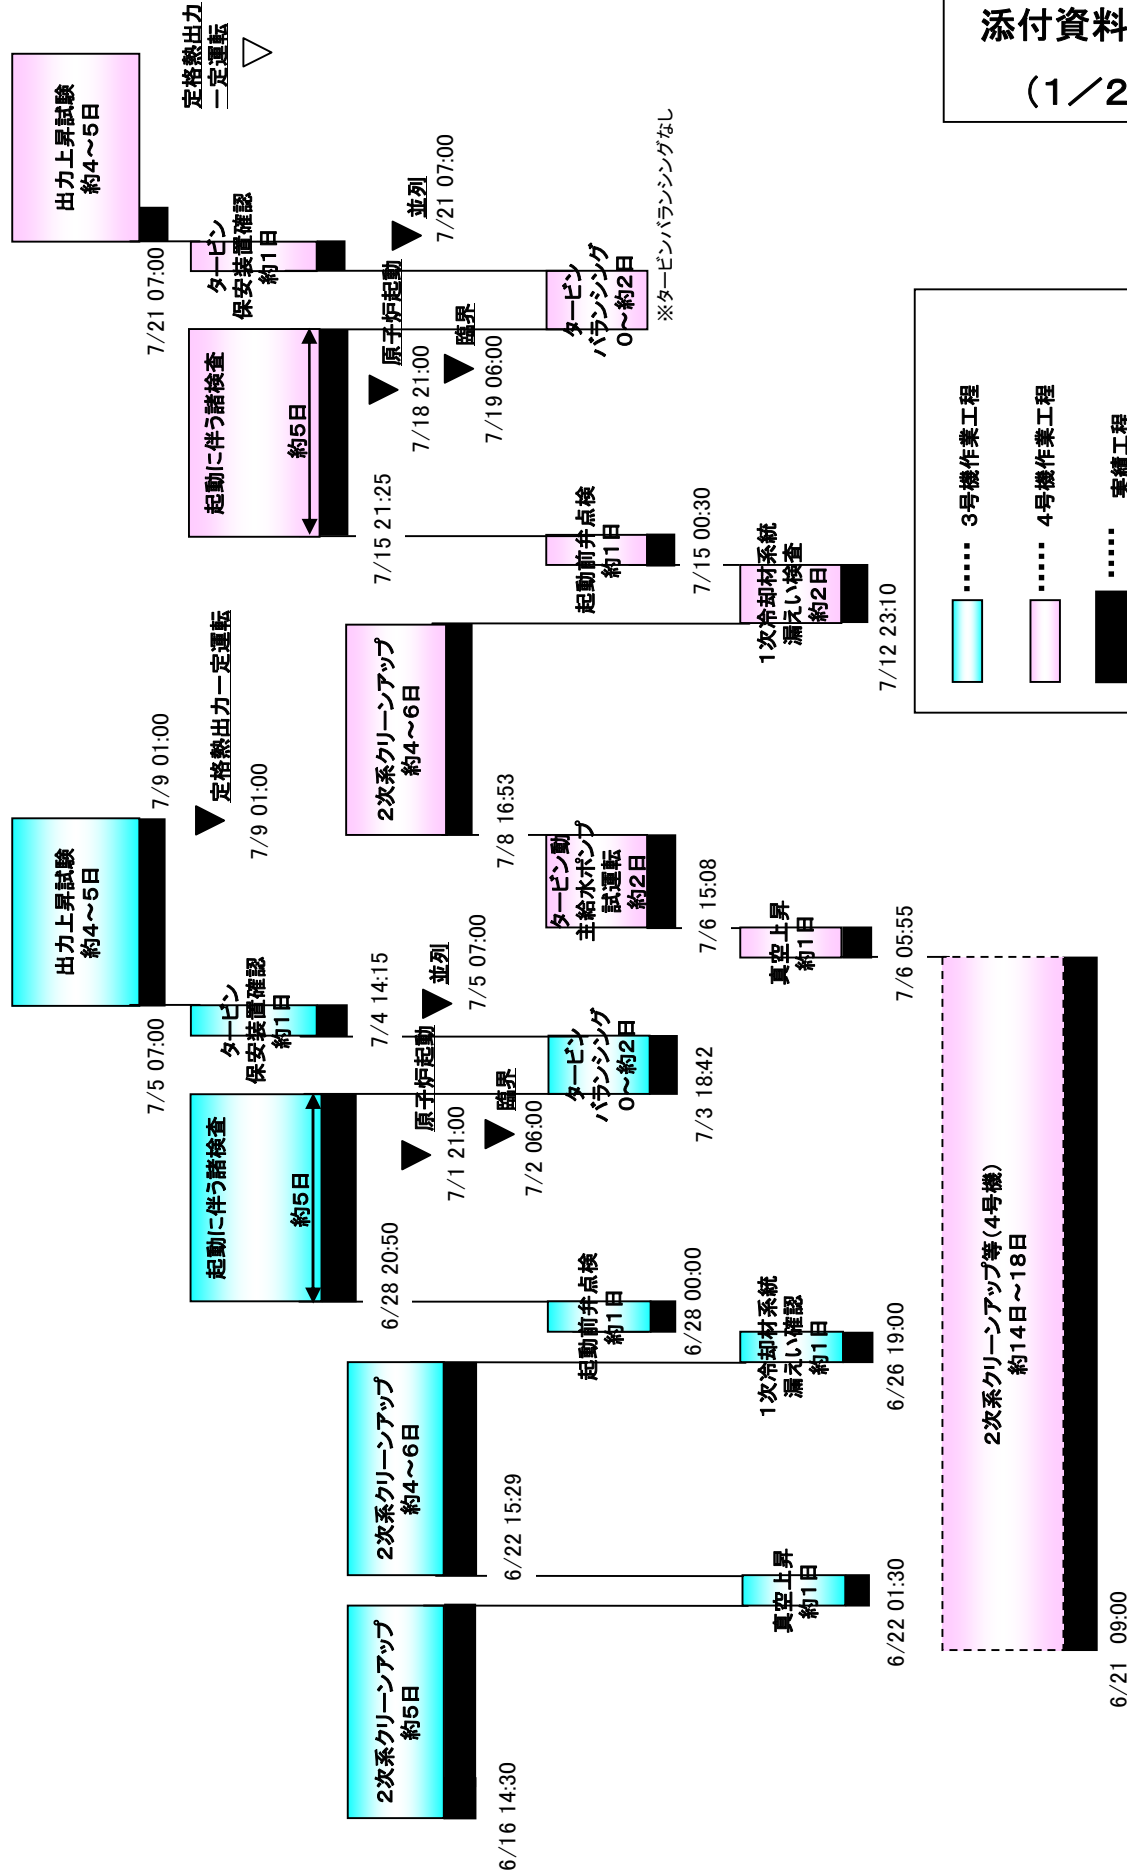 添付資料
（１／２
出力上昇試験
約4～5日
7/5 07:00
7/9 01:00
定格熱出力一定運転
7/9 01:00
出力上昇試験
約4～5日
7/21 07:00
定格熱出力
一定運転
起動に伴う諸検査
約5日
6/28 20:50
タービン
保安装置確認
約1日
7/4 14:15
起動に伴う諸検査
約5日
7/15 21:25
タービン
保安装置確認
約1日
原子炉起動
7/1 21:00
並列
7/5 07:00
臨界
7/2 06:00
原子炉起動
7/18 21:00
並列
7/21 07:00
臨界
7/19 06:00
2次系クリーンアップ
約5日
6/16 14:30
2次系クリーンアップ
約4～6日
6/22 15:29
2次系クリーンアップ
約4～6日
7/8 16:53
起動前弁点検
約1日
6/28 00:00
タービン
バランシング
0～約2日
7/3 18:42
タービン動
主給水ポンプ
試運転
約2日
7/6 15:08
起動前弁点検
約1日
7/15 00:30
タービン
バランシング
0～約2日
※タービンバランシングなし
真空上昇
約1日
6/22 01:30
1次冷却材系統
漏えい確認
約1日
6/26 19:00
真空上昇
約1日
7/6 05:55
1次冷却材系統
漏えい検査
約2日
7/12 23:10
2次系クリーンアップ等（4号機）
約14日～18日
6/21 09:00
･････ 3号機作業工程
･････ 4号機作業工程
･････ 実績工程